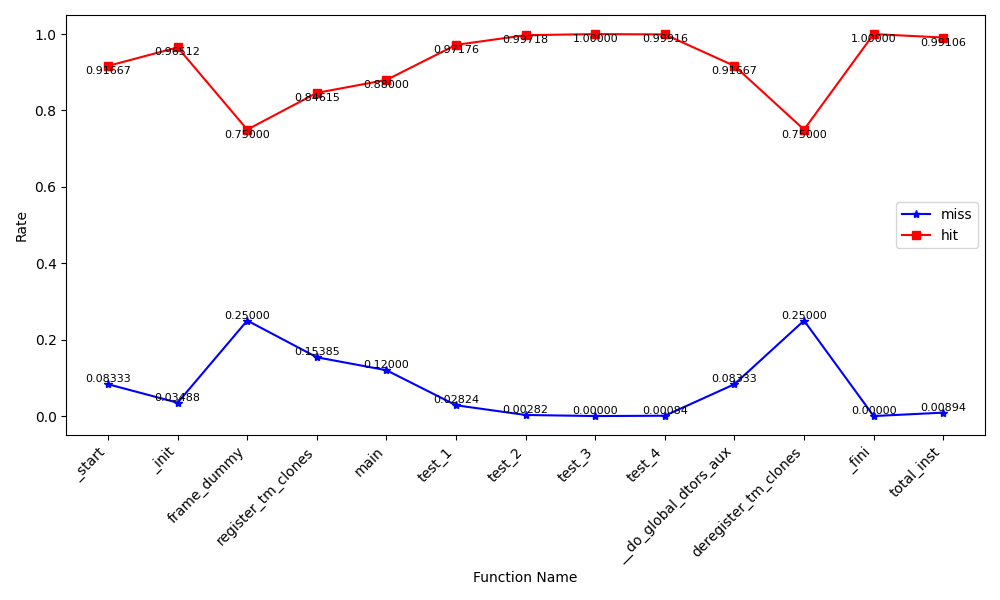 1.0
0.8
0.6
0.4
0.2
0.0
Rate
0.91667
0.96512
0.75000
0.84615
0.88000
0.97176
0.99718
1.00000
0.99916
0.91667
0.75000
1.00000
0.99106
miss
hit
0.08333
0.03488
0.25000
0.15385
0.12000
0.02824
0.00282
0.00000
0.00084
0.08333
0.25000
0.00000
0.00894
_start
_init
frame_dummy
register_tm_clones
main
test_1
test_2
test_3
test_4
__do_global_dtors_aux
deregister_tm_clones
_fini
total_inst
Function Name